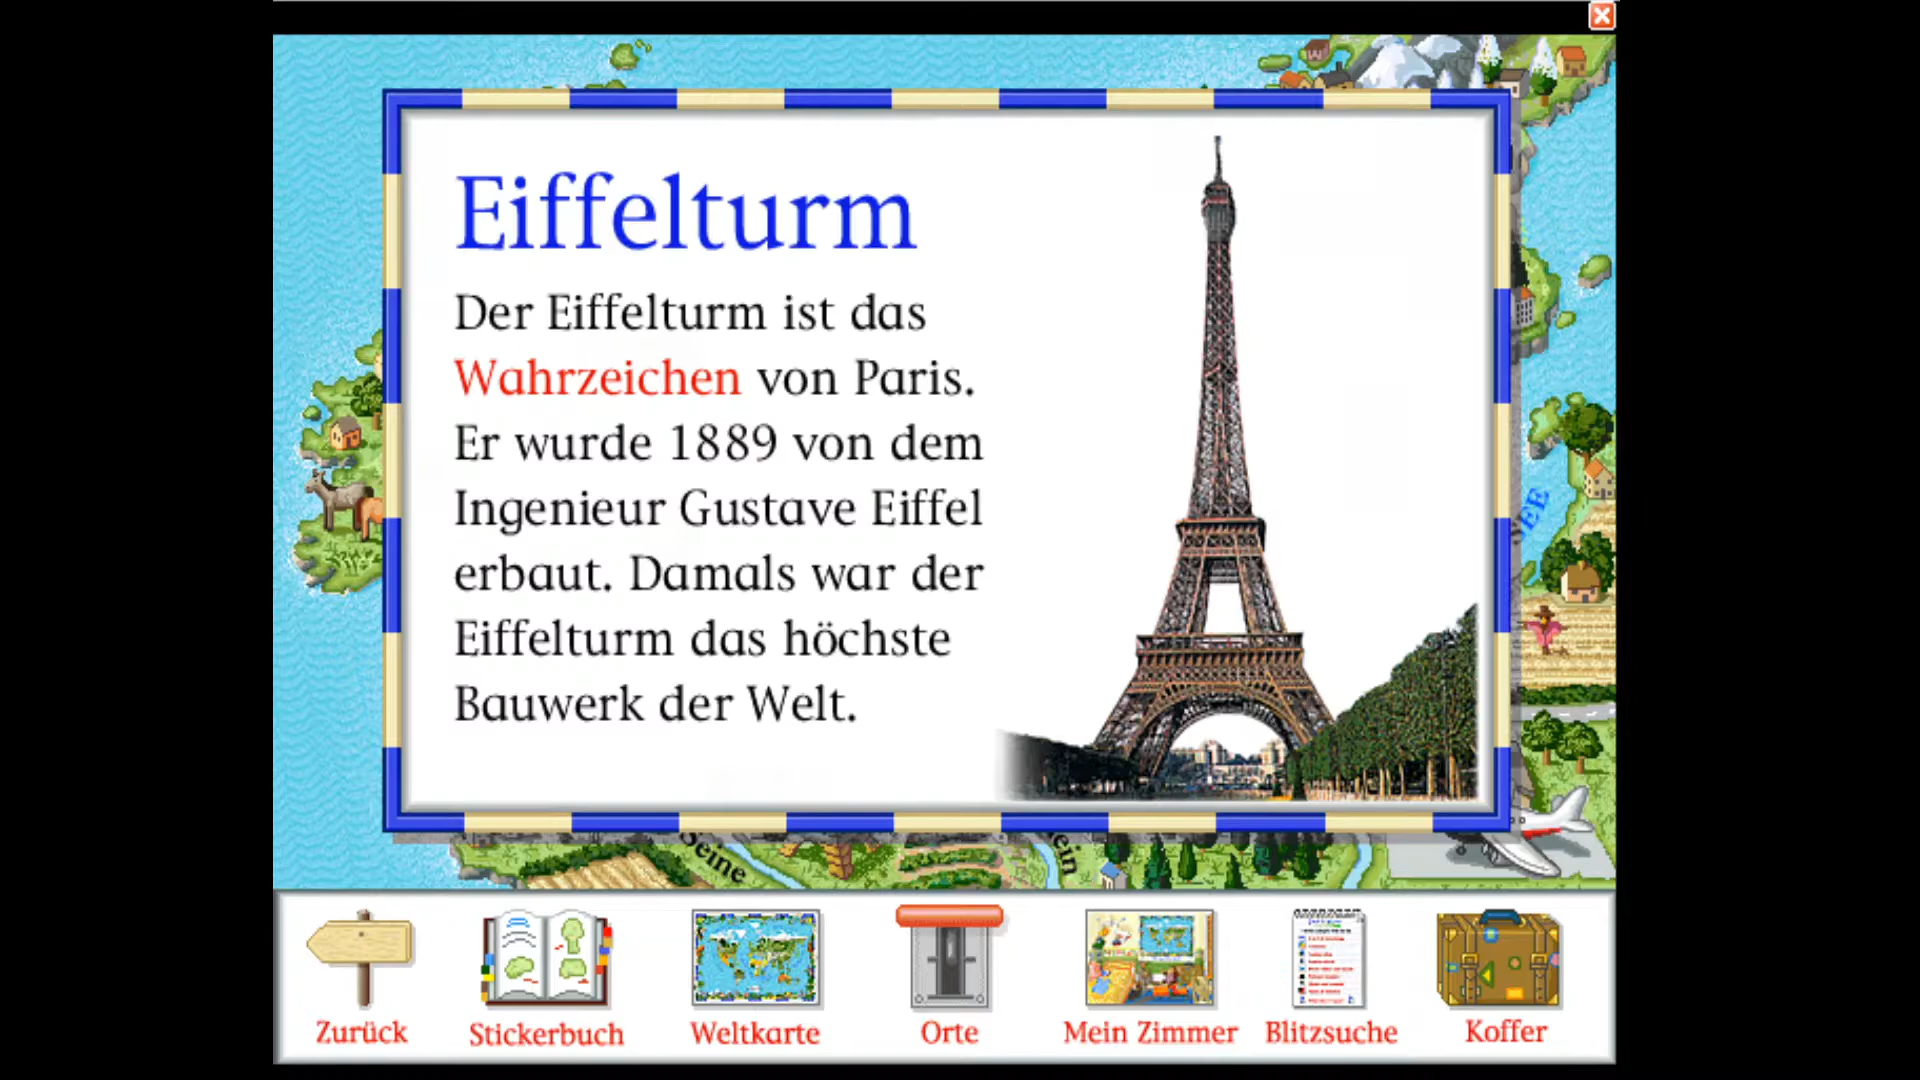 Eiffelturm
Der Eiffelturm ist das
Wahrzeichen von Paris.
Er wurde 1889 von dem
Ingenieur Gustave Eiffel
erbaut. Damals war der
Eiffelturm das höchste
Bauwerk der Welt.
Seine
Zurück
Stickerbuch
Weltkarte
Orte
Mein Zimmer
Blitzsuche
Koffer